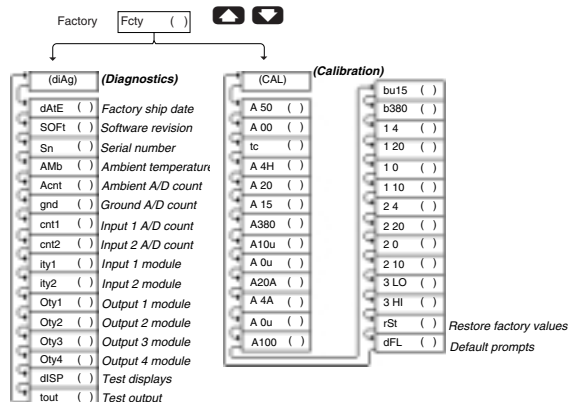 Factory Fcty ( )
(diAg) (Diagnostics)
dAtE ( ) Factory ship date
SOFt ( ) Software revision
Sn ( ) Serial number
AMb ( ) Ambient temperature
Acnt ( ) Ambient A/D count
gnd ( ) Ground A/D count
cnt1 ( ) Input 1 A/D count
cnt2 ( ) Input 2 A/D count
ity1 ( ) Input 1 module
ity2 ( ) Input 2 module
Oty1 ( ) Output 1 module
Oty2 ( ) Output 2 module
Oty3 ( ) Output 3 module
Oty4 ( ) Output 4 module
dISP ( ) Test displays
tout ( ) Test output
(CAL) (Calibration)
A 50 ( )
A 00 ( )
tc ( )
A 4H ( )
A 20 ( )
A 15 ( )
A380 ( )
A10u ( )
A 0u ( )
A20A ( )
A 4A ( )
A 0u ( )
A100 ( )
bu15 ( )
b380 ( )
1 4 ( )
1 20 ( )
1 0 ( )
1 10 ( )
2 4 ( )
2 20 ( )
2 0 ( )
2 10 ( )
3 LO ( )
3 HI ( )
rSt ( ) Restore factory values
dFL ( ) Default prompts